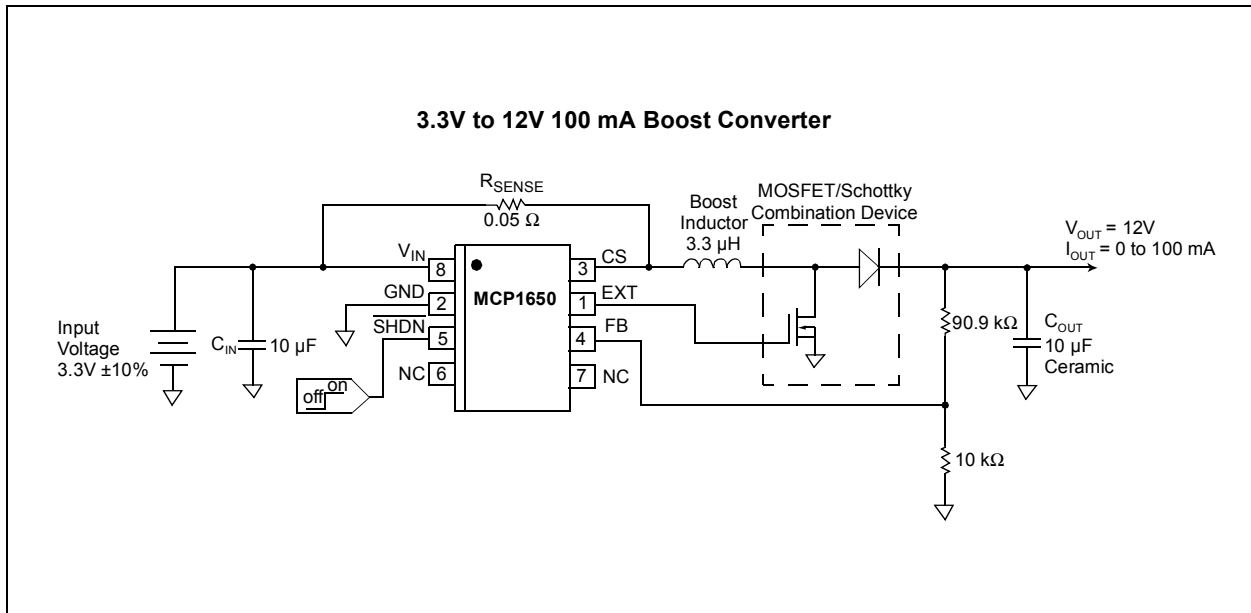 3.3V to 12V 100 mA Boost Converter
RSENSE
0.05 Ω
Boost
Inductor
3.3 µH
MOSFET/Schottky
Combination Device
VOUT = 12V
IOUT = 0 to 100 mA
VIN
8
3
CS
GND
2
MCP1650
1
EXT
SHDN
5
4
FB
NC
6
7
NC
Input
Voltage
3.3V ±10%
CIN
10 µF
off
on
90.9 kΩ
COUT
10 µF
Ceramic
10 kΩ